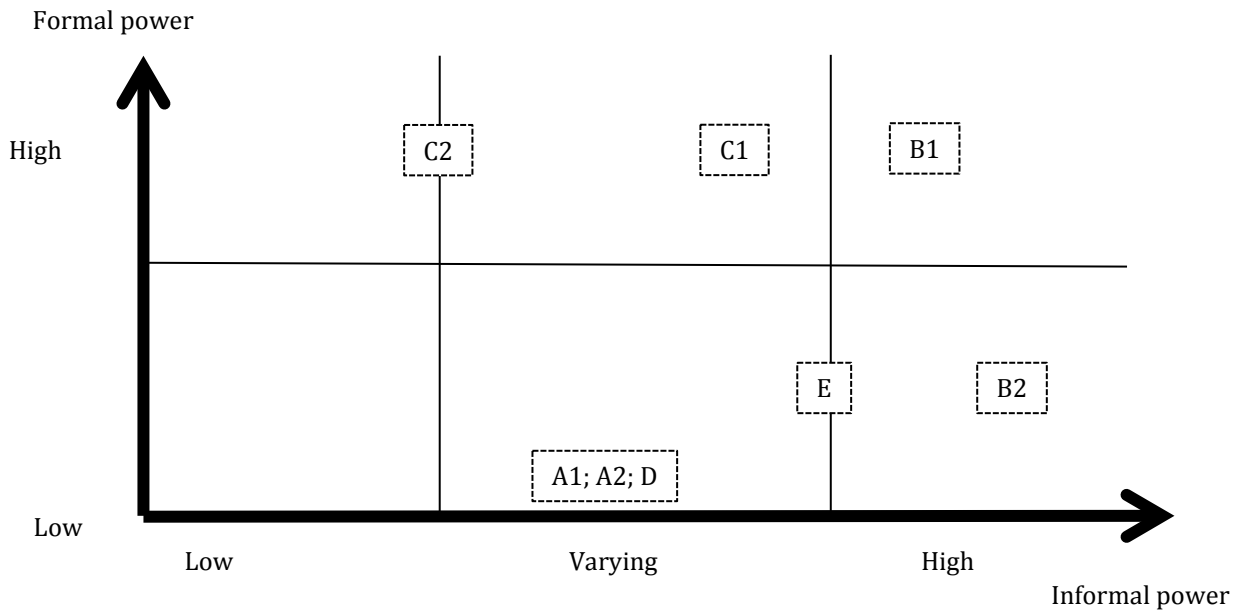 Formal power
High
C2
C1
B1
E
B2
A1; A2; D
Low
Low
Varying
High
Informal power